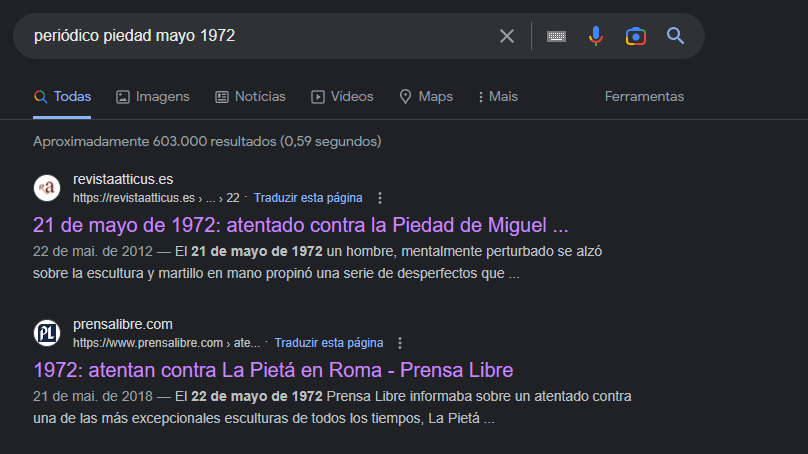 periódico piedad mayo 1972
Todas Imagens Notícias Vídeos Maps Mais Ferramentas
Aproximadamente 603.000 resultados (0,59 segundos)
a
revistaatticus.es
https://revistaatticus.es › ... › 22 · Traduzir esta página
21 de mayo de 1972: atentado contra la Piedad de Miguel ...
22 de mai. de 2012 — El 21 de mayo de 1972 un hombre, mentalmente perturbado se alzó
sobre la escultura y martillo en mano propinó una serie de desperfectos que ...
PL
prensalibre.com
https://www.prensalibre.com › ate... · Traduzir esta página
1972: atentan contra La Pietá en Roma - Prensa Libre
21 de mai. de 2018 — El 22 de mayo de 1972 Prensa Libre informaba sobre un atentado contra
una de las más excepcionales esculturas de todos los tiempos, La Pietá ...